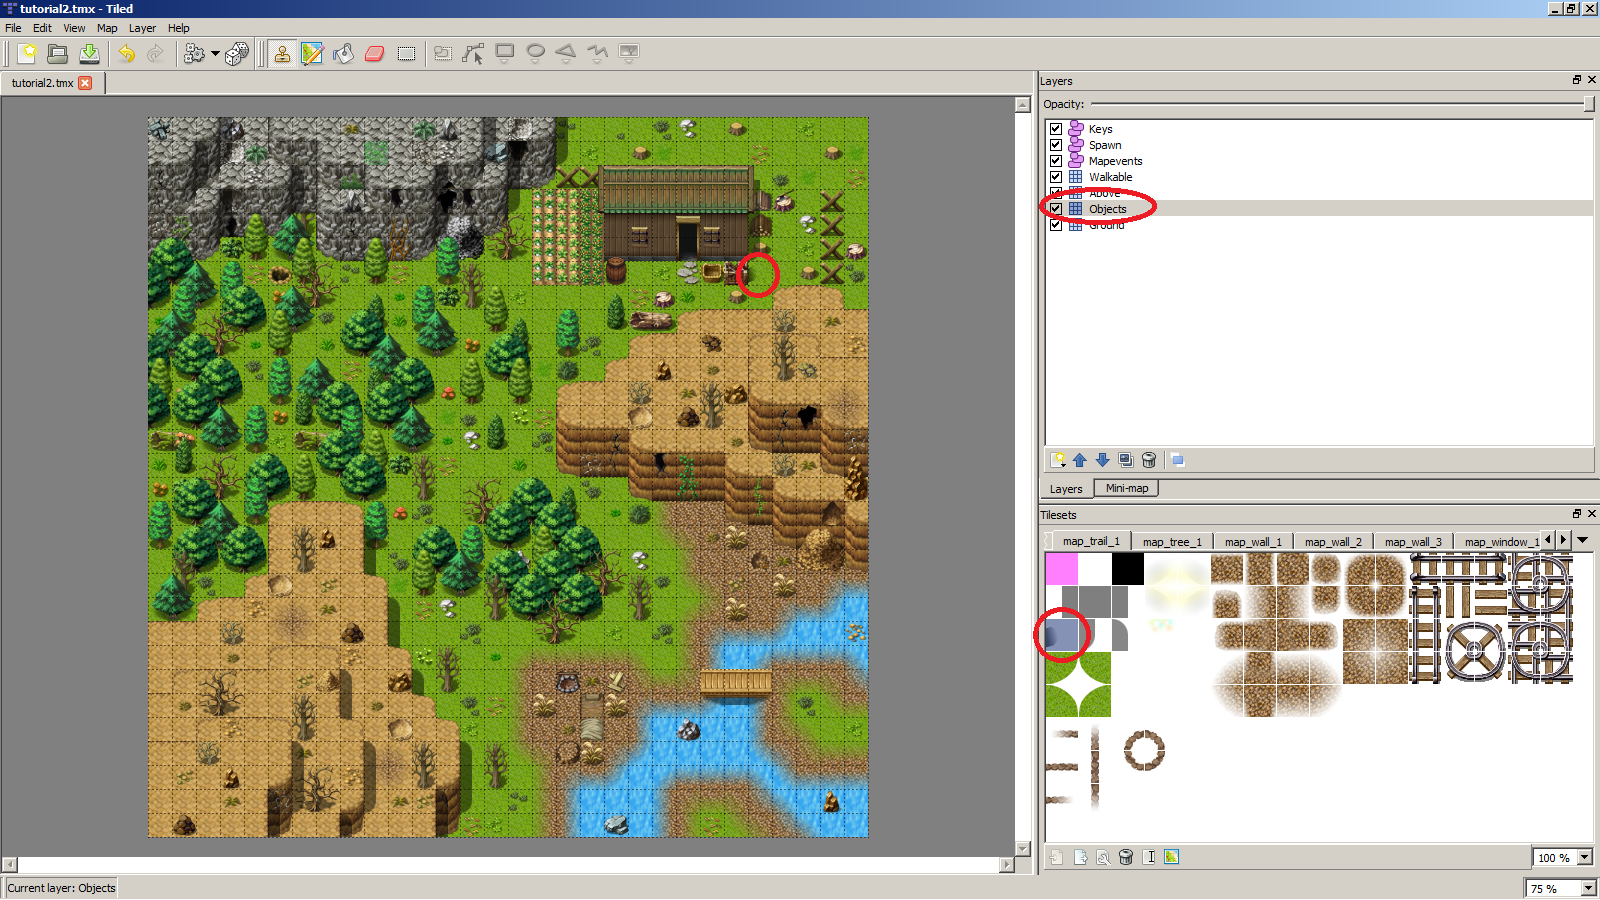 tutorial2.tmx - Tiled
File Edit View Map Layer Help
tutorial2.tmx
Layers
Opacity:
Keys
Spawn
Mapevents
Walkable
Above
Objects
Ground
Layers Mini-map
Tilesets
map_trail_1 map_tree_1 map_wall_1 map_wall_2 map_wall_3 map_window_1
100 %
Current layer: Objects
75 %